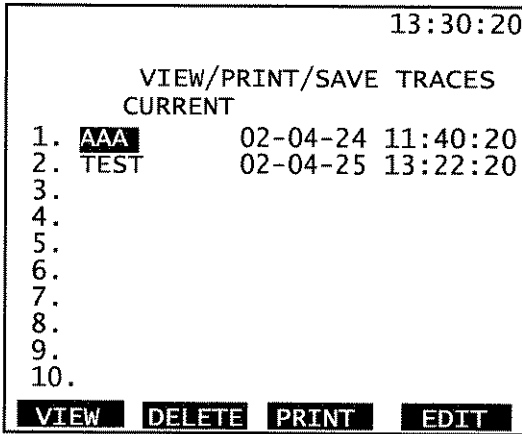 13:30:20
VIEW/PRINT/SAVE TRACES
CURRENT
1. AAA 02-04-24 11:40:20
2. TEST 02-04-25 13:22:20
3.
4.
5.
6.
7.
8.
9.
10.
VIEW DELETE PRINT EDIT